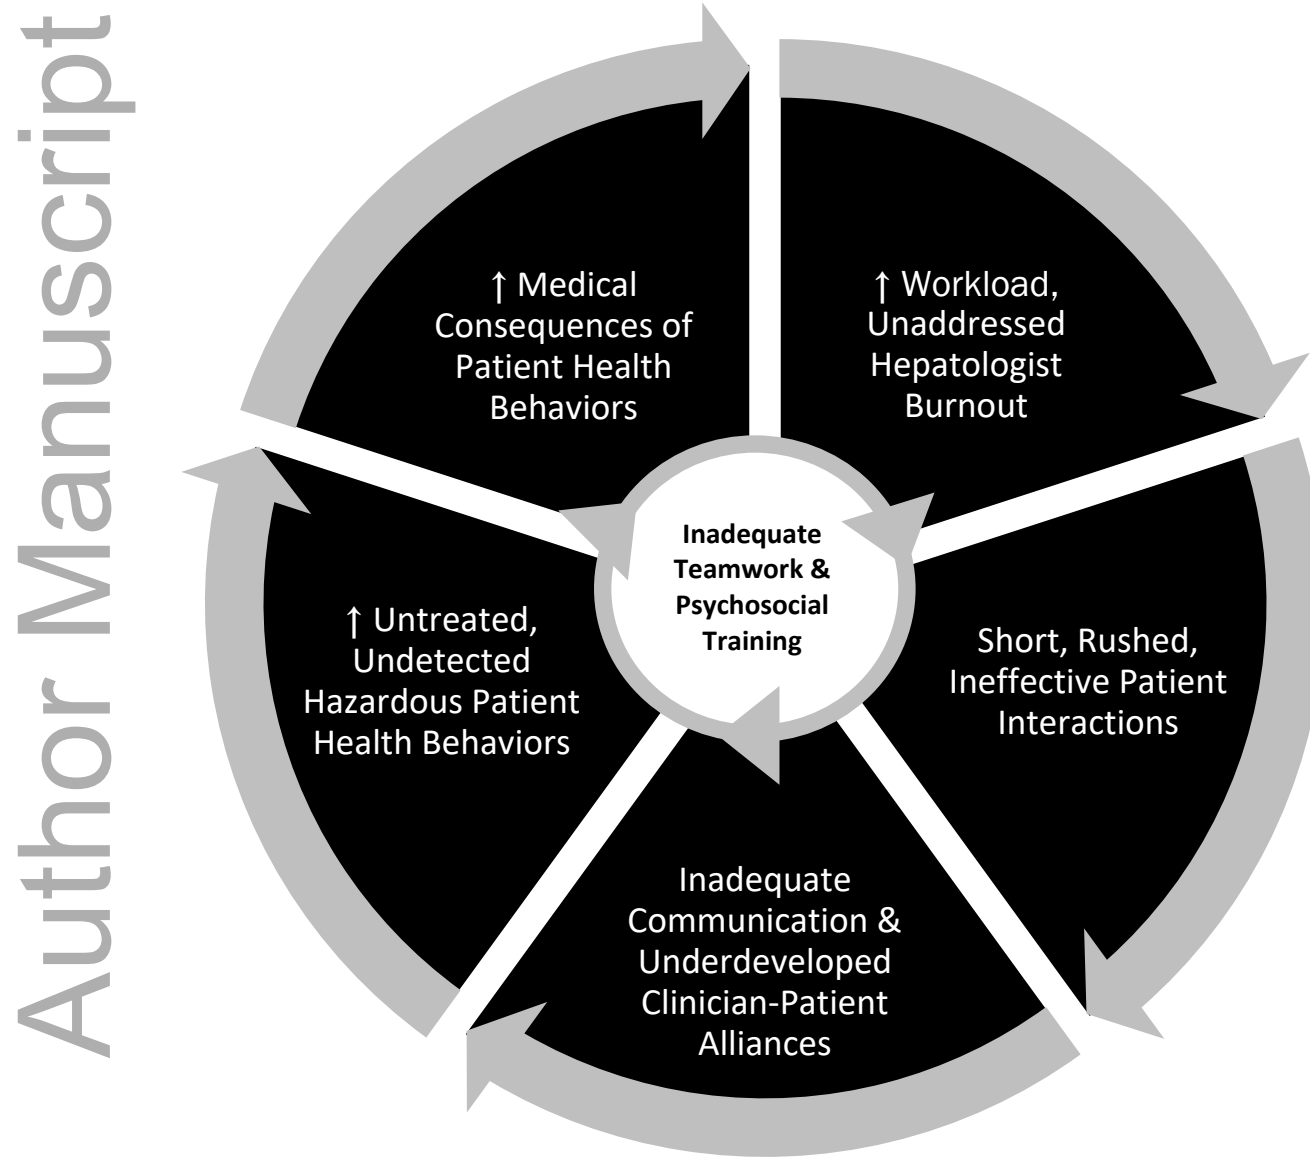 Author Manuscript
↑ Medical
Consequences of
Patient Health
Behaviors
↑ Workload,
Unaddressed
Hepatologist
Burnout
Inadequate
Teamwork &
Psychosocial
Training
↑ Untreated,
Undetected
Hazardous Patient
Health Behaviors
Short, Rushed,
Ineffective Patient
Interactions
Inadequate
Communication &
Underdeveloped
Clinician-Patient
Alliances